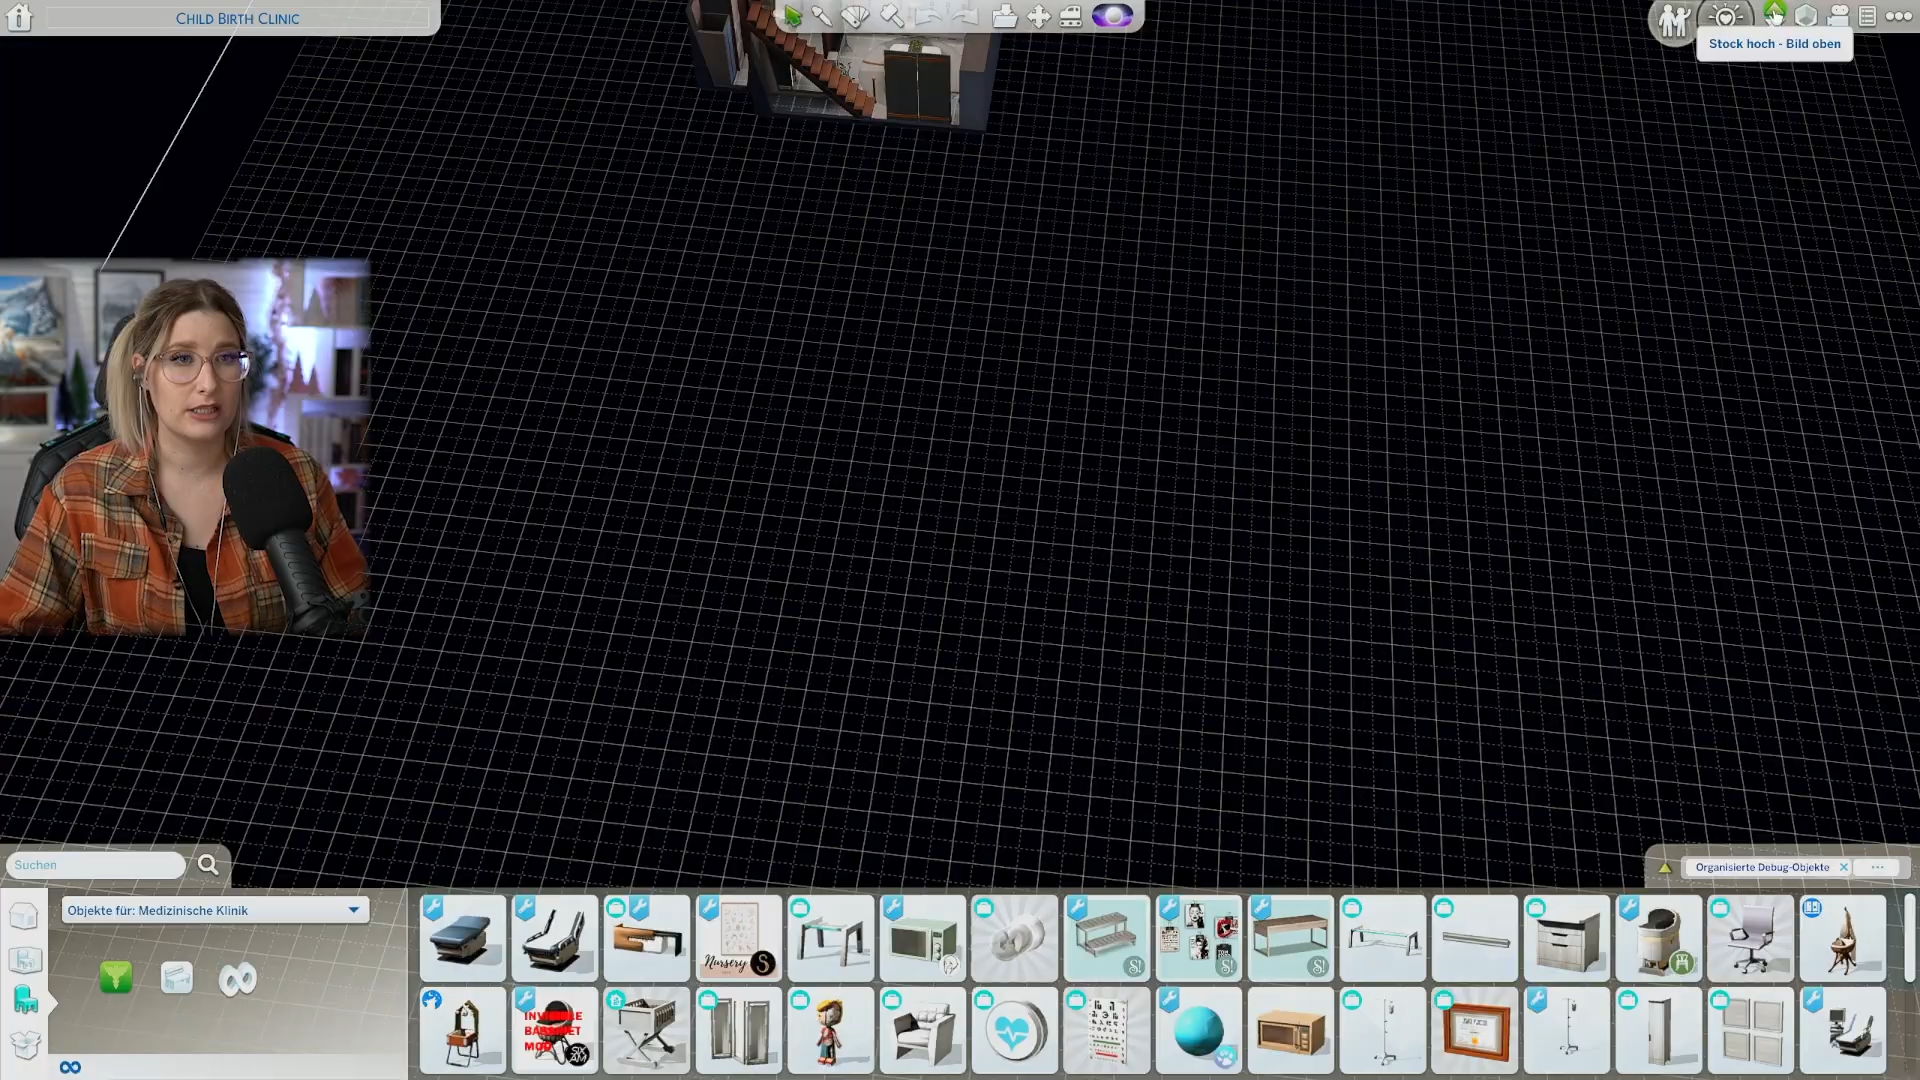 CHILD BIRTH CLINIC
Stock hoch - Bild oben
Suchen
Organisierte Debug-Objekte
Objekte für: Medizinische Klinik
Nursery S
S!
S!
S!
INVISIBLE
BASSINET
MOD
SIXAM